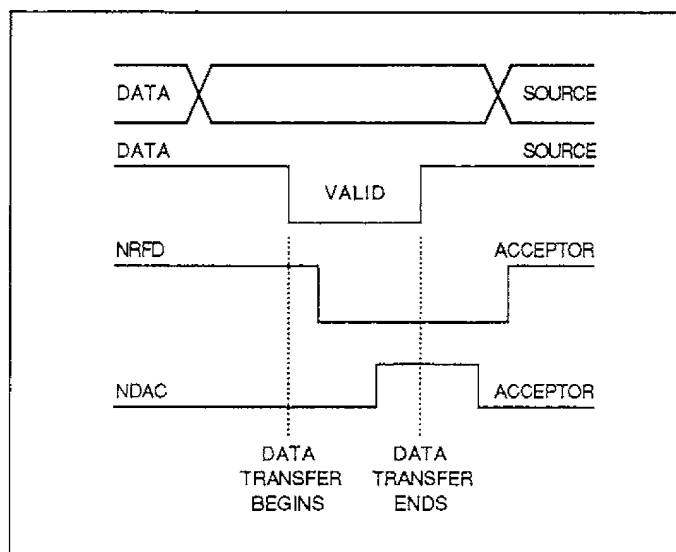 DATA SOURCE
DATA SOURCE
VALID
NRFD ACCEPTOR
NDAC ACCEPTOR
DATA TRANSFER BEGINS
DATA TRANSFER ENDS